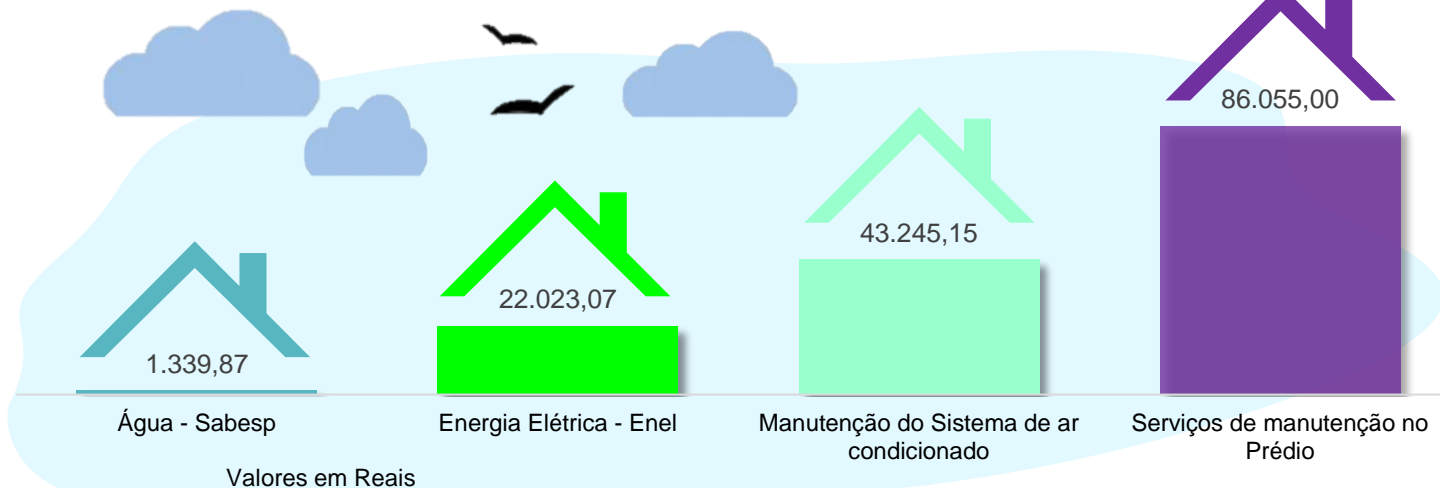 86.055,00
43.245,15
22.023,07
1.339,87
Água - Sabesp
Energia Elétrica - Enel
Manutenção do Sistema de ar
condicionado
Serviços de manutenção no
Prédio
Valores em Reais